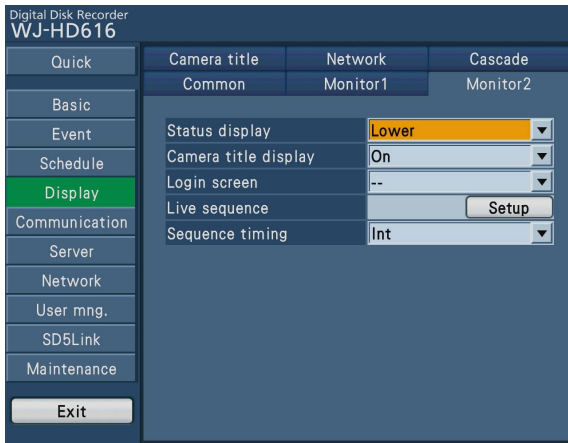 Digital Disk Recorder
WJ-HD616
Quick
Basic
Event
Schedule
Display
Communication
Server
Network
User mng.
SD5Link
Maintenance
Exit
Camera title Network Cascade
Common Monitor1 Monitor2
Status display Lower
Camera title display On
Login screen --
Live sequence Setup
Sequence timing Int